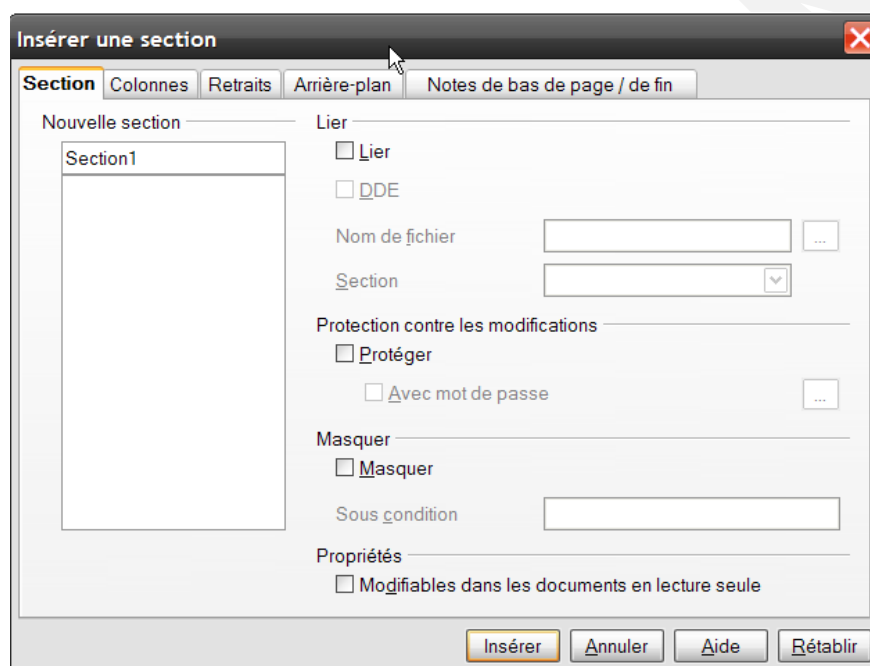 Insérer une section
Section Colonnes Retraits Arrière-plan Notes de bas de page / de fin
Nouvelle section
Section1
Lier
Lier
DDE
Nom de fichier
...
Section
Protection contre les modifications
Protéger
Avec mot de passe
...
Masquer
Masquer
Sous condition
Propriétés
Modifiables dans les documents en lecture seule
Insérer Annuler Aide Rétablir